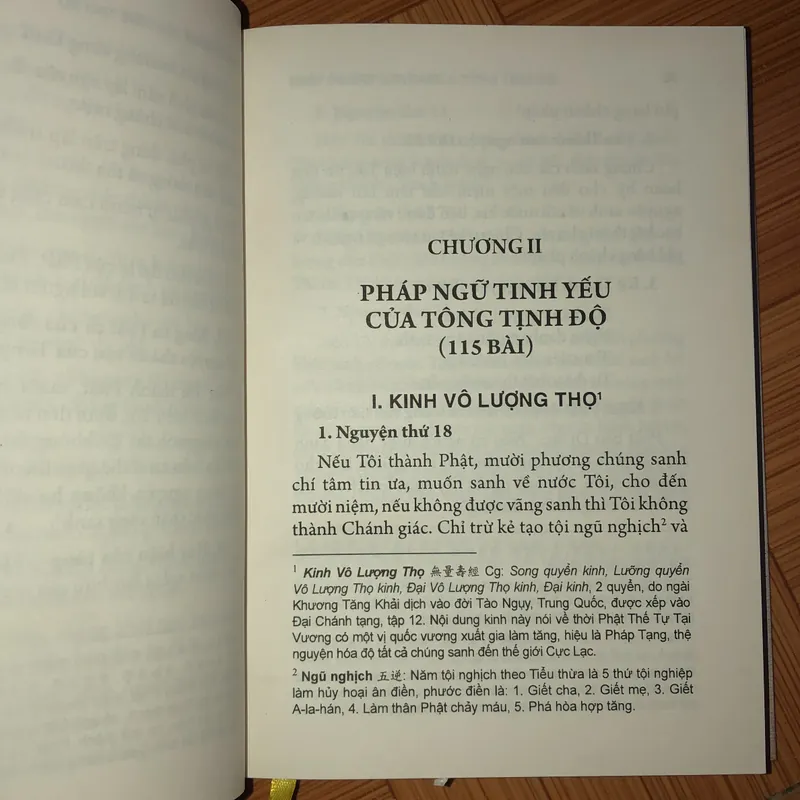 CHƯƠNG II
PHÁP NGỮ TINH YẾU
CỦA TÔNG TỊNH ĐỘ
(115 BÀI)
I. KINH VÔ LƯỢNG THỌ¹
1. Nguyện thứ 18
Nếu Tôi thành Phật, mười phương chúng sanh
chí tâm tin ưa, muốn sanh về nước Tôi, cho đến
mười niệm, nếu không được vãng sanh thì Tôi không
thành Chánh giác. Chỉ trừ kẻ tạo tội ngũ nghịch² và
¹ Kinh Vô Lượng Thọ 無量壽經 Cg: Song quyển kinh, Lưỡng quyển
Vô Lượng Thọ kinh, Đại Vô Lượng Thọ kinh, Đại kinh, 2 quyển, do ngài
Khương Tăng Khải dịch vào đời Tào Ngụy, Trung Quốc, được xếp vào
Đại Chánh tạng, tập 12. Nội dung kinh này nói về thời Phật Thế Tự Tại
Vương có một vị quốc vương xuất gia làm tăng, hiệu là Pháp Tạng, thệ
nguyện hóa độ tất cả chúng sanh đến thế giới Cực Lạc.
² Ngũ nghịch 五逆: Năm tội nghịch theo Tiểu thừa là 5 thứ tội nghiệp
làm hủy hoại ân điền, phước điền là: 1. Giết cha, 2. Giết mẹ, 3. Giết
A-la-hán, 4. Làm thân Phật chảy máu, 5. Phá hòa hợp tăng.